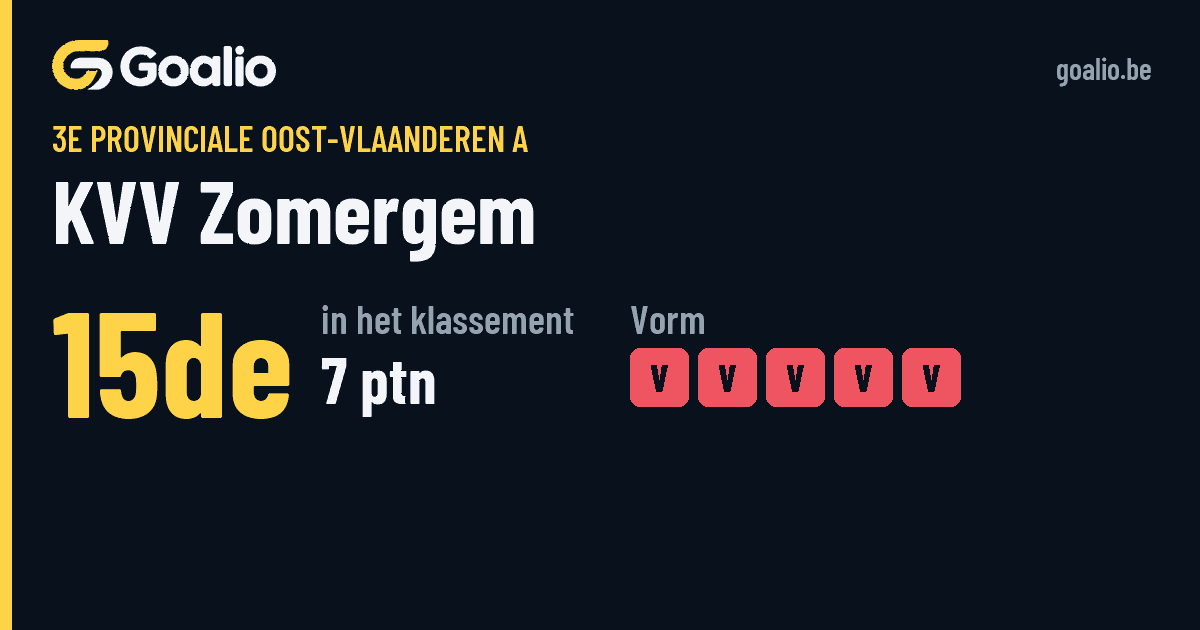 Goalio
goalio.be
3E PROVINCIALE OOST-VLAANDEREN A
KVV Zomergem
15de
in het klassement
7 ptn
Vorm
V V V V V